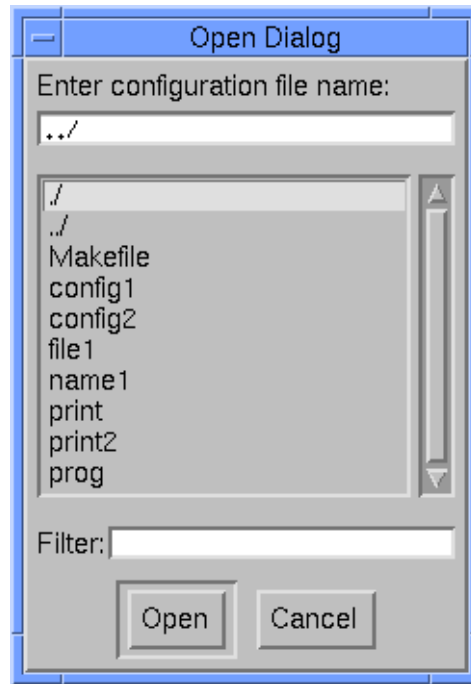 Open Dialog
Enter configuration file name:
../
./
../
Makefile
config1
config2
file1
name1
print
print2
prog
Filter:
Open Cancel